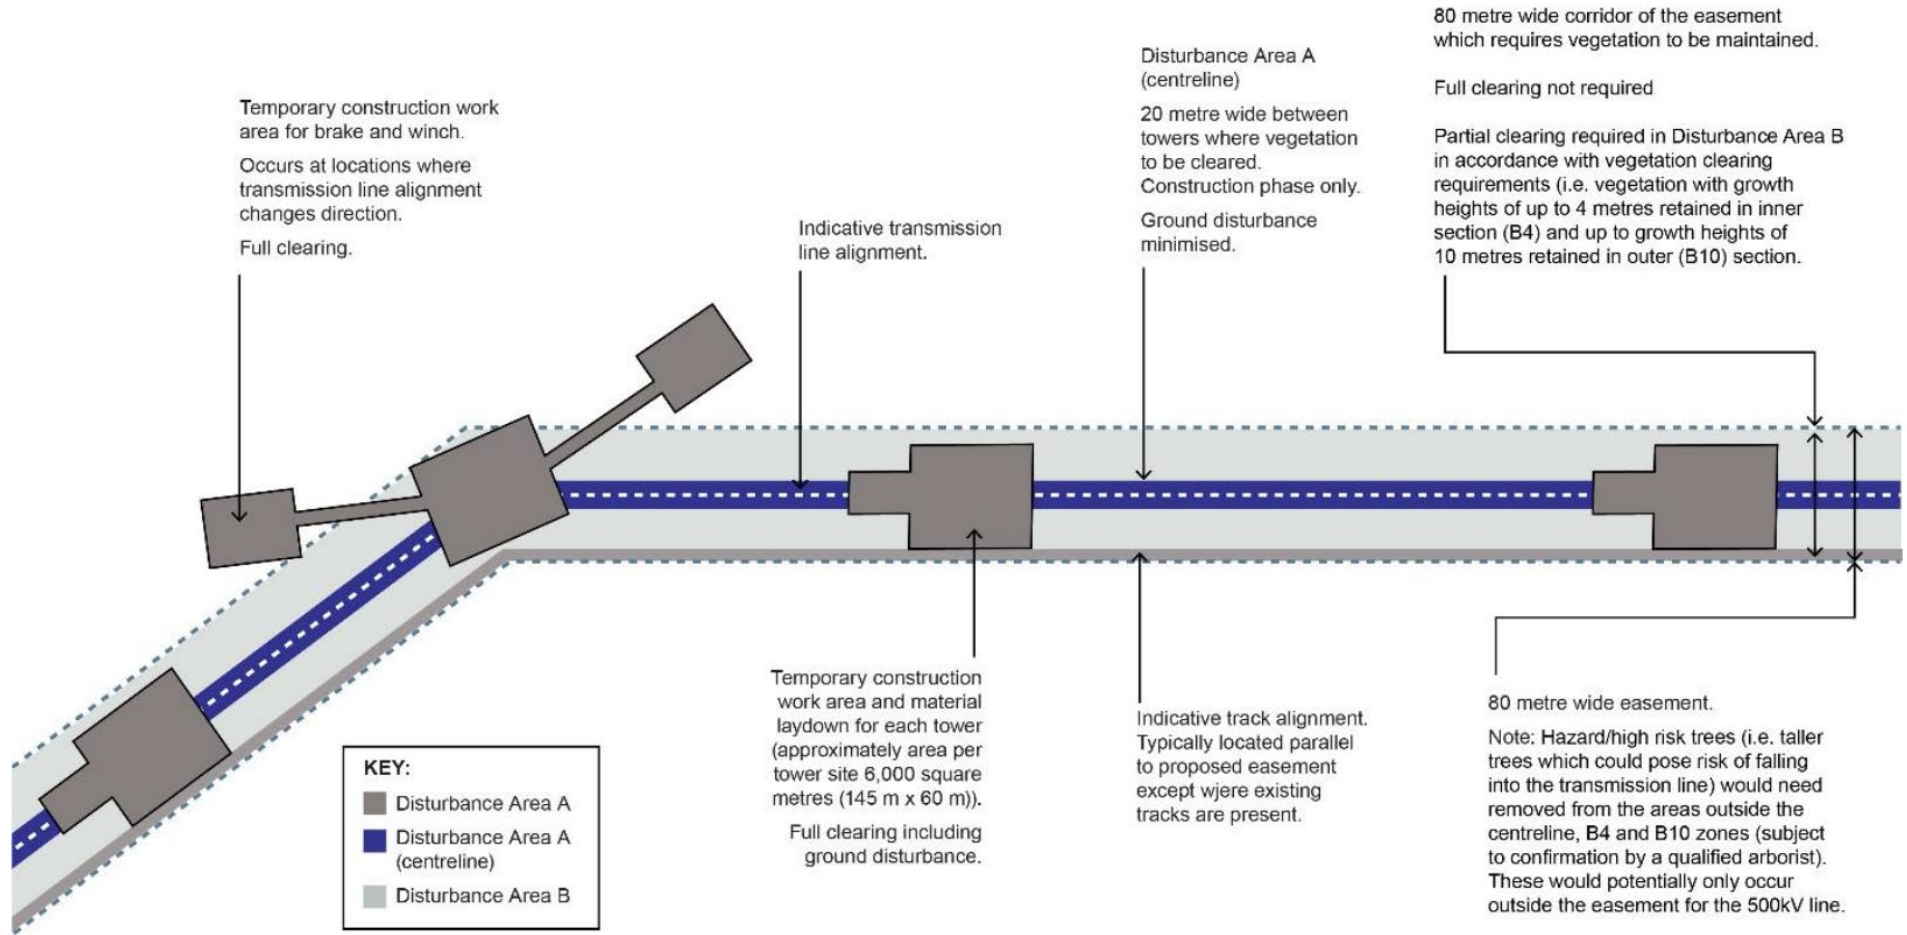 80 metre wide corridor of the easement
which requires vegetation to be maintained.
Full clearing not required
Partial clearing required in Disturbance Area B
in accordance with vegetation clearing
requirements (i.e. vegetation with growth
heights of up to 4 metres retained in inner
section (B4) and up to growth heights of
10 metres retained in outer (B10) section.
Disturbance Area A
(centreline)
20 metre wide between
towers where vegetation
to be cleared.
Construction phase only.
Ground disturbance
minimised.
Temporary construction work
area for brake and winch.
Occurs at locations where
transmission line alignment
changes direction.
Full clearing.
Indicative transmission
line alignment.
Temporary construction
work area and material
laydown for each tower
(approximately area per
tower site 6,000 square
metres (145 m x 60 m)).
Full clearing including
ground disturbance.
Indicative track alignment.
Typically located parallel
to proposed easement
except wjere existing
tracks are present.
80 metre wide easement.
Note: Hazard/high risk trees (i.e. taller
trees which could pose risk of falling
into the transmission line) would need
removed from the areas outside the
centreline, B4 and B10 zones (subject
to confirmation by a qualified arborist).
These would potentially only occur
outside the easement for the 500kV line.
KEY:
Disturbance Area A
Disturbance Area A
(centreline)
Disturbance Area B